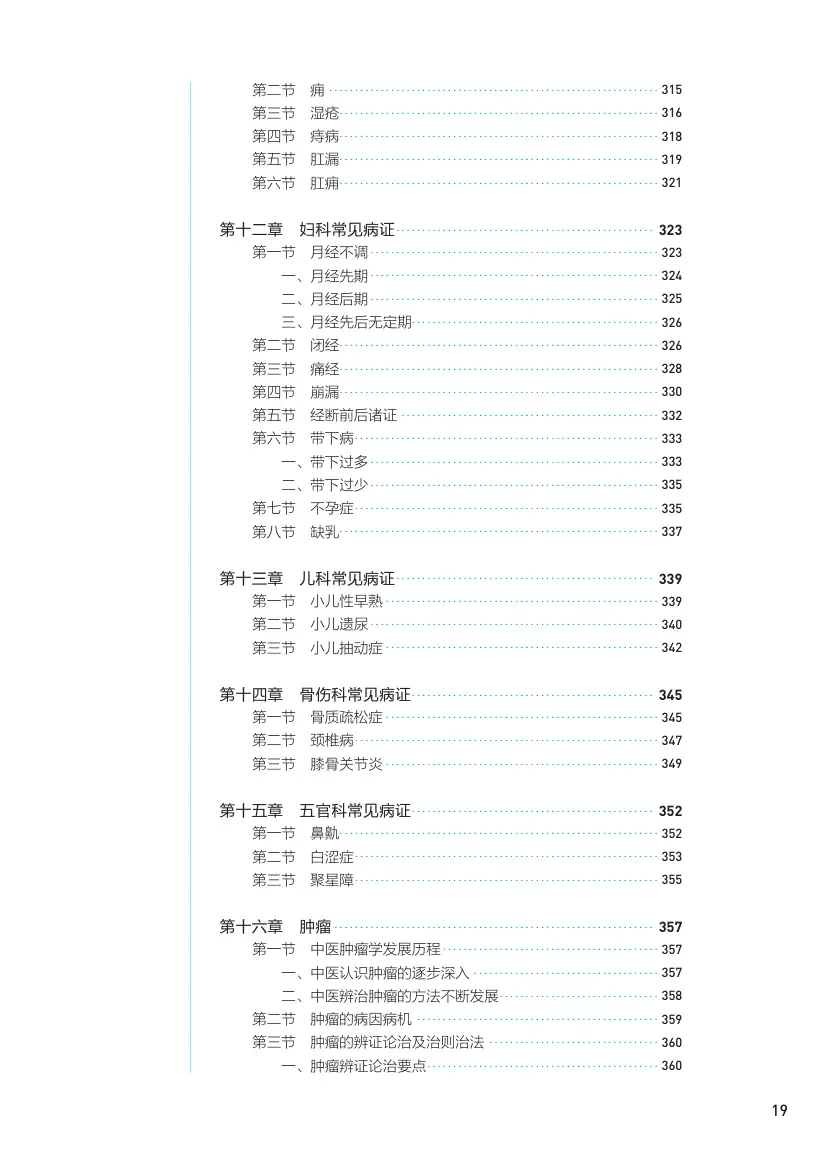 第二节　痈 315
第三节　湿疮 316
第四节　痔病 318
第五节　肛漏 319
第六节　肛痈 321
第十二章　妇科常见病证 323
第一节　月经不调 323
一、月经先期 324
二、月经后期 325
三、月经先后无定期 326
第二节　闭经 326
第三节　痛经 328
第四节　崩漏 330
第五节　经断前后诸证 332
第六节　带下病 333
一、带下过多 333
二、带下过少 335
第七节　不孕症 335
第八节　缺乳 337
第十三章　儿科常见病证 339
第一节　小儿性早熟 339
第二节　小儿遗尿 340
第三节　小儿抽动症 342
第十四章　骨伤科常见病证 345
第一节　骨质疏松症 345
第二节　颈椎病 347
第三节　膝骨关节炎 349
第十五章　五官科常见病证 352
第一节　鼻鼽 352
第二节　白涩症 353
第三节　聚星障 355
第十六章　肿瘤 357
第一节　中医肿瘤学发展历程 357
一、中医认识肿瘤的逐步深入 357
二、中医辨治肿瘤的方法不断发展 358
第二节　肿瘤的病因病机 359
第三节　肿瘤的辨证论治及治则治法 360
一、肿瘤辨证论治要点 360
19